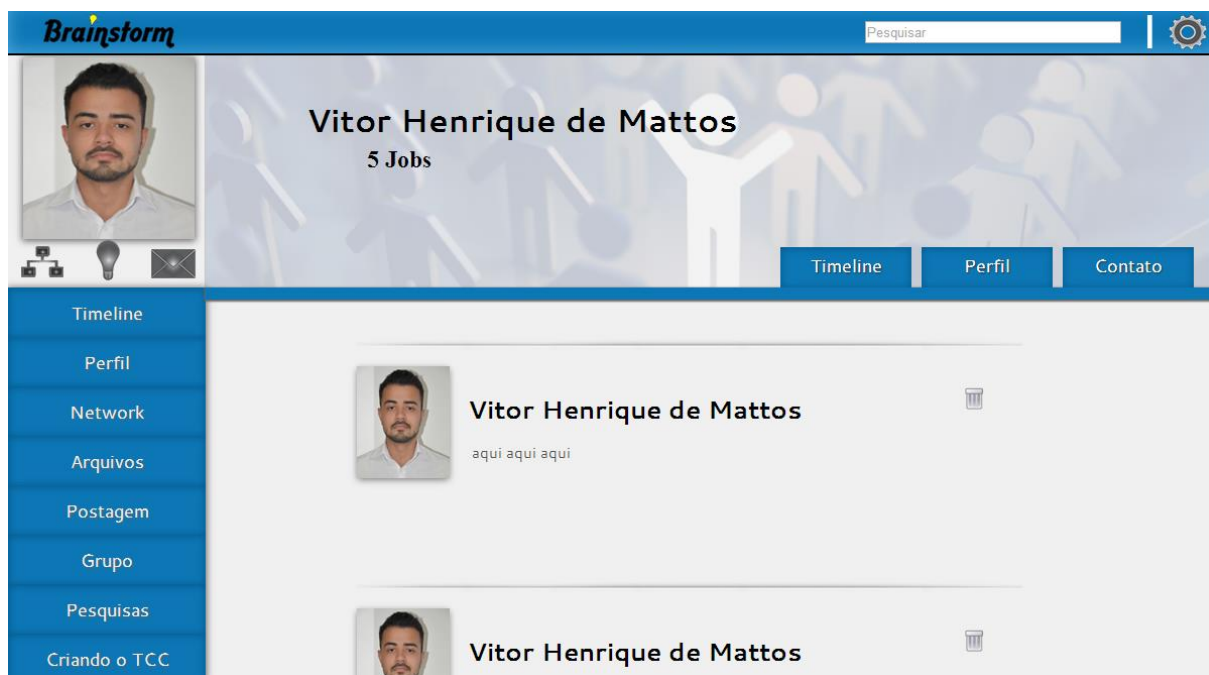 Brainstorm
Pesquisar
Vitor Henrique de Mattos
5 Jobs
Timeline Perfil Contato
Timeline
Perfil
Network
Arquivos
Postagem
Grupo
Pesquisas
Criando o TCC
Vitor Henrique de Mattos
aqui aqui aqui
Vitor Henrique de Mattos